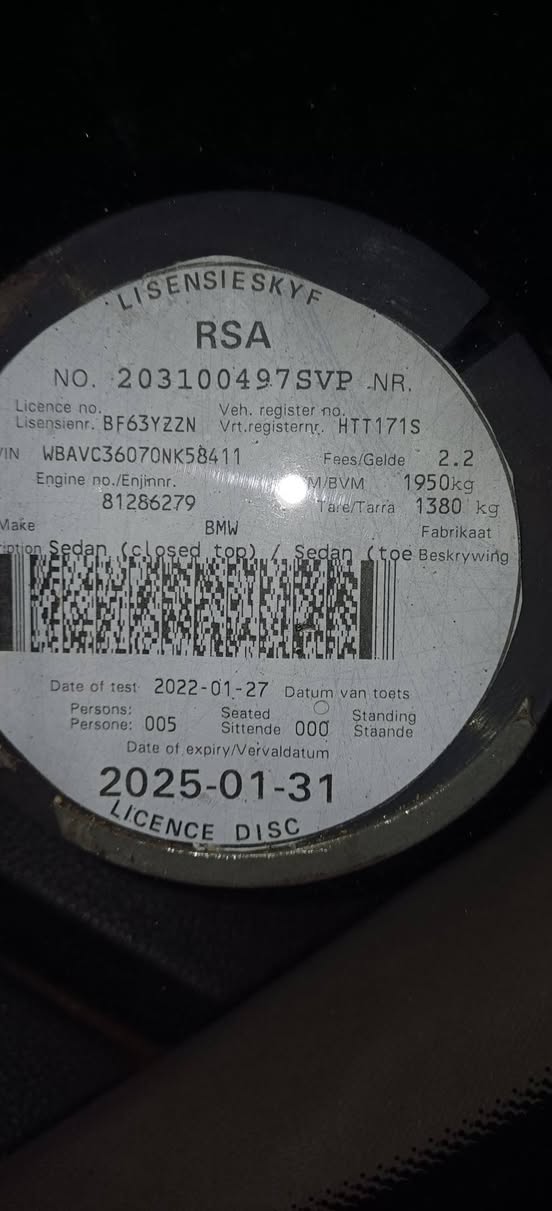 LISENSIESKYF
RSA
NO. 203100497SVP NR.
Licence no. Veh. register no.
Lisensienr. BF63YZZN Vrt.registernr. HTT171S
VIN WBAVC36070NK58411 Fees/Gelde 2.2
Engine no./Enjinnr. M/BVM 1950kg
81286279 Tare/Tarra 1380 kg
Make BMW Fabrikaat
ription Sedan (closed top) / Sedan (toe Beskrywing
Date of test 2022-01-27 Datum van toets
Persons: Seated Standing
Persone: 005 Sittende 000 Staande
Date of expiry/Vervaldatum
2025-01-31
LICENCE DISC